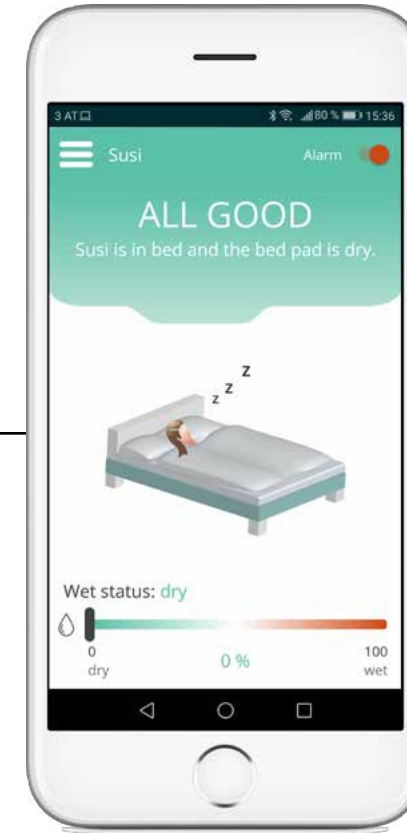 3 AT 80 % 15:36
Susi Alarm
ALL GOOD
Susi is in bed and the bed pad is dry.
z
z
z
Wet status: dry
0 100
dry 0 % wet